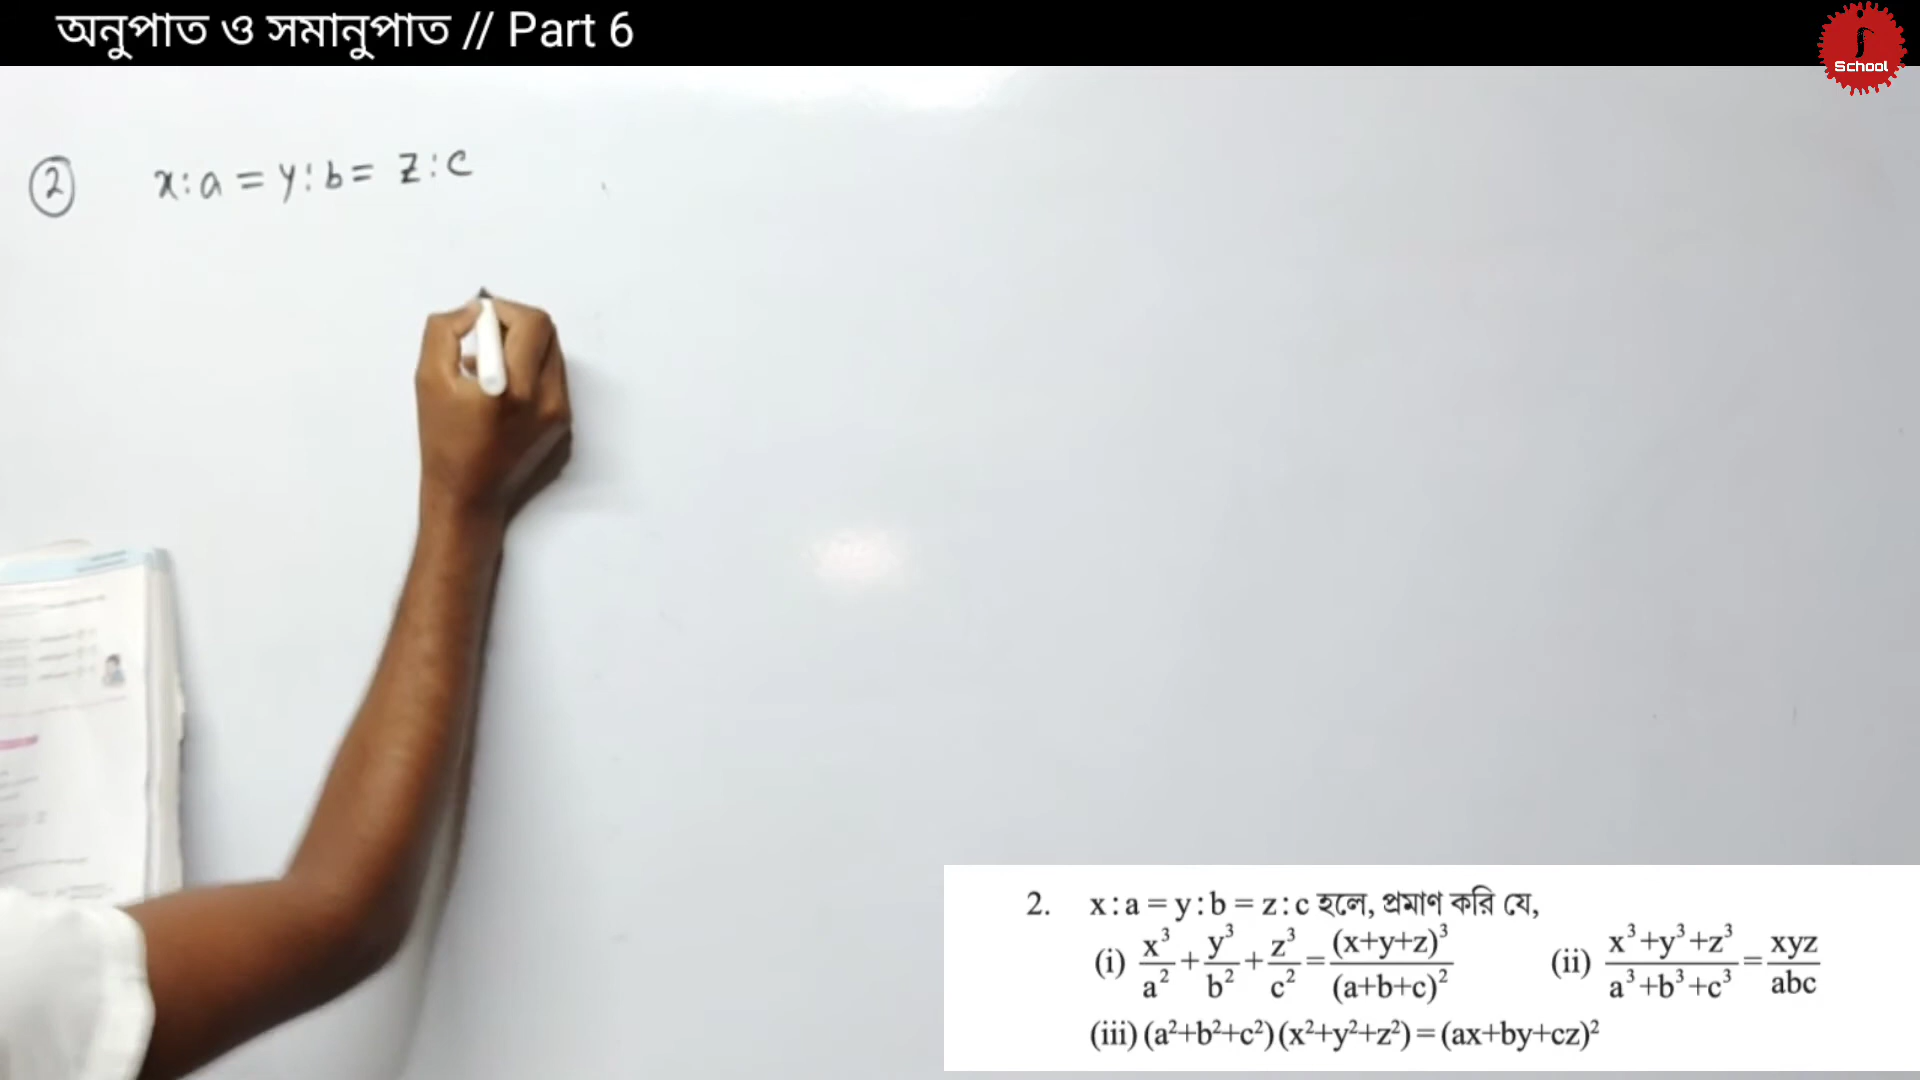 অনুপাত ও সমানুপাত // Part 6
School
② x:a = y:b = z:c
2. x:a = y:b = z:c হলে, প্রমাণ করি যে,
(i) x³/a² + y³/b² + z³/c² = (x+y+z)³/(a+b+c)² (ii) x³+y³+z³/a³+b³+c³ = xyz/abc
(iii) (a²+b²+c²)(x²+y²+z²) = (ax+by+cz)²